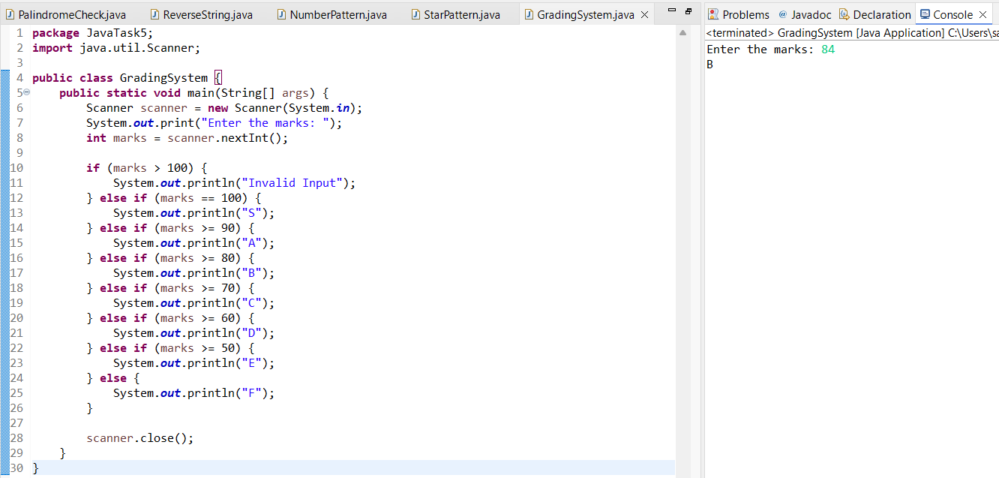 PalindromeCheck.java ReverseString.java NumberPattern.java StarPattern.java GradingSystem.java
1 package JavaTask5;
2 import java.util.Scanner;
3
4 public class GradingSystem {
5 public static void main(String[] args) {
6 Scanner scanner = new Scanner(System.in);
7 System.out.print("Enter the marks: ");
8 int marks = scanner.nextInt();
9
10 if (marks > 100) {
11 System.out.println("Invalid Input");
12 } else if (marks == 100) {
13 System.out.println("S");
14 } else if (marks >= 90) {
15 System.out.println("A");
16 } else if (marks >= 80) {
17 System.out.println("B");
18 } else if (marks >= 70) {
19 System.out.println("C");
20 } else if (marks >= 60) {
21 System.out.println("D");
22 } else if (marks >= 50) {
23 System.out.println("E");
24 } else {
25 System.out.println("F");
26 }
27
28 scanner.close();
29 }
30 }
Problems @ Javadoc Declaration Console
<terminated> GradingSystem [Java Application] C:\Users\sa
Enter the marks: 84
B